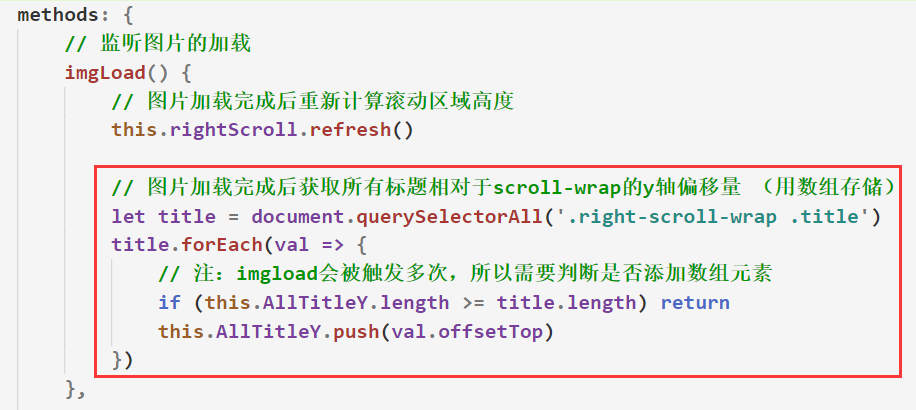 methods: {
// 监听图片的加载
imgLoad() {
// 图片加载完成后重新计算滚动区域高度
this.rightScroll.refresh()
// 图片加载完成后获取所有标题相对于scroll-wrap的y轴偏移量 （用数组存储）
let title = document.querySelectorAll('.right-scroll-wrap .title')
title.forEach(val => {
// 注：imgload会被触发多次，所以需要判断是否添加数组元素
if (this.AllTitleY.length >= title.length) return
this.AllTitleY.push(val.offsetTop)
})
},